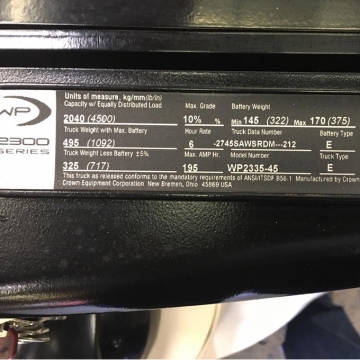 Units of measure, kg/mm(lb/in)
Capacity w/ Equally Distributed Load Max. Grade Battery Weight
2040 (4500) 10% Min 145 (322) Max 170 (375)
Truck Weight with Max. Battery Hour Rate Truck Data Number Battery Type
WP
2300
SERIES
495 (1092) 6 -2745SAWSRDM---212 E
Truck Weight Less Battery ±5% Max. AMP Hr. Model Number Truck Type
325 (717) 195 WP2335-45 E
This truck as released conforms to the mandatory requirements of ANSI/ITSDF B56.1 Manufactured by Crown
Crown Equipment Corporation New Bremen, Ohio 45869 USA